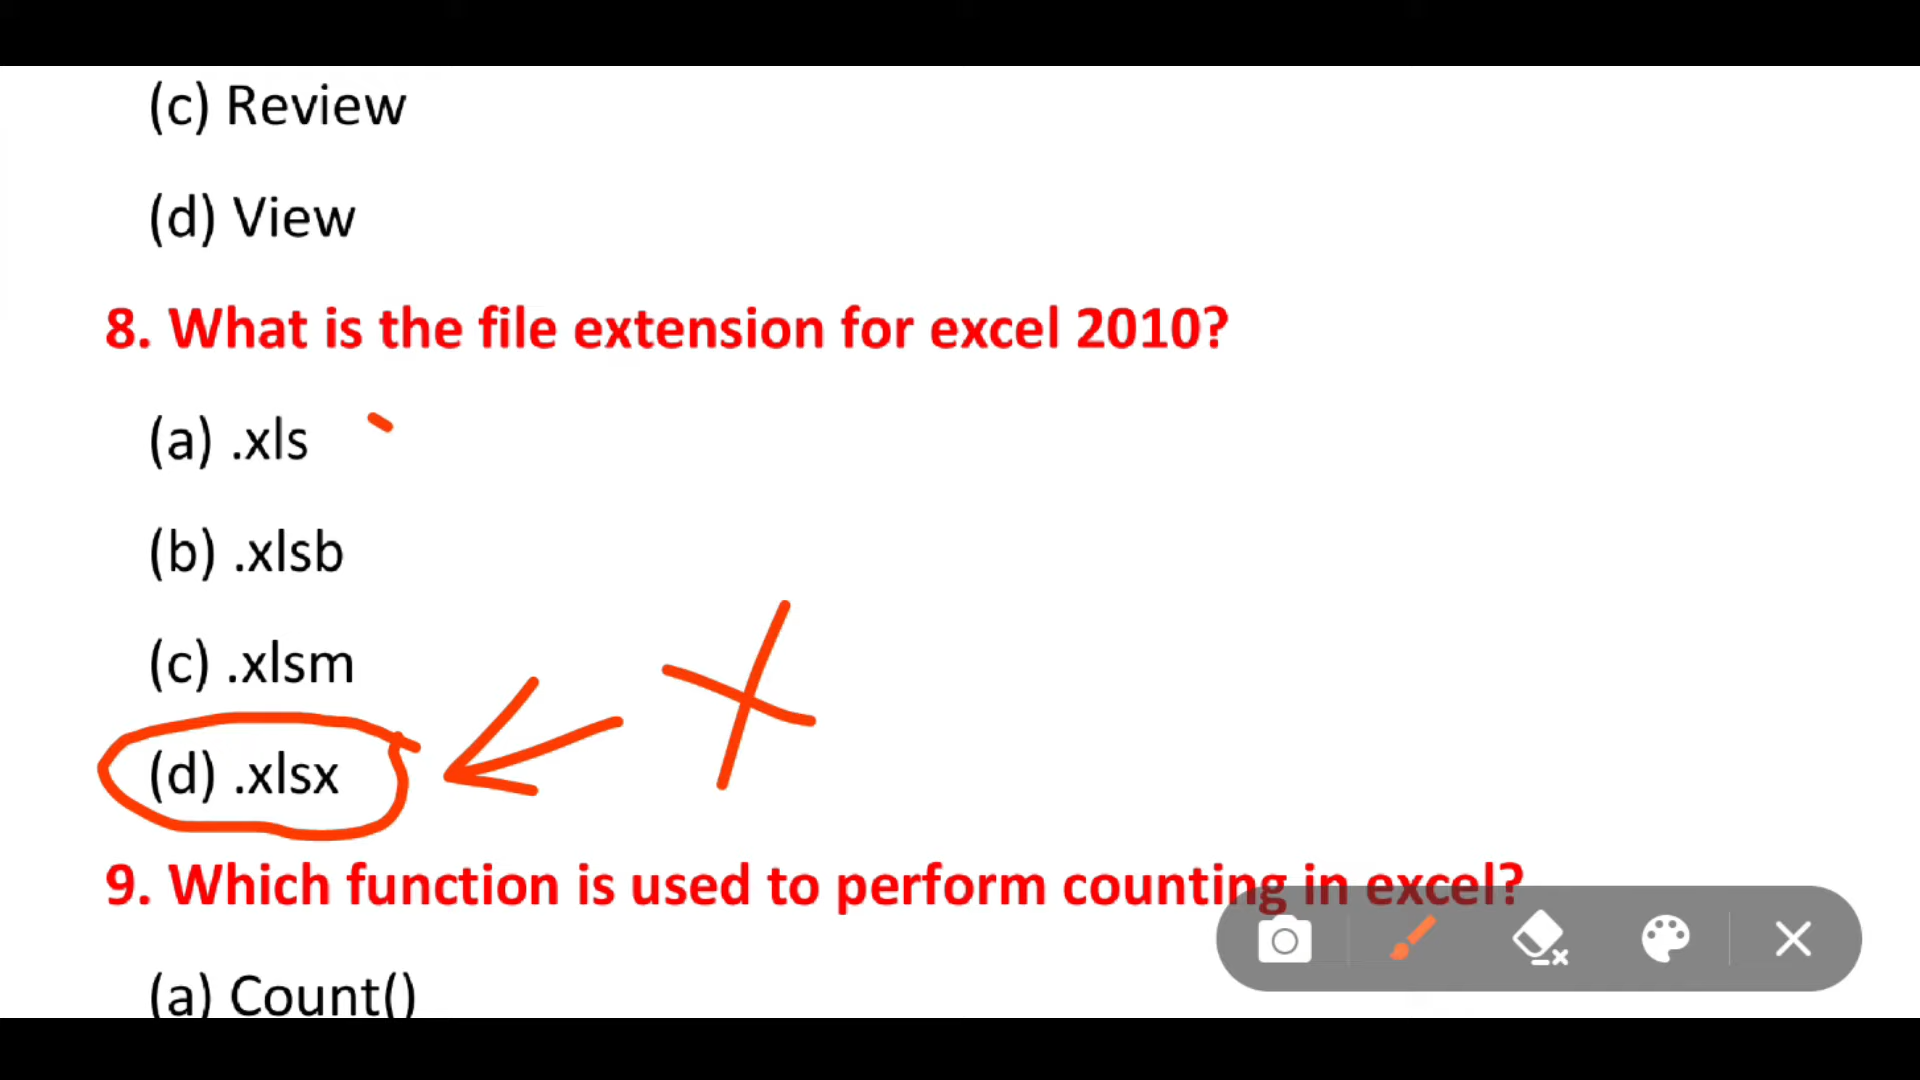 (c) Review
(d) View
8. What is the file extension for excel 2010?
(a) .xls
(b) .xlsb
(c) .xlsm
(d) .xlsx
9. Which function is used to perform counting in excel?
(a) Count()